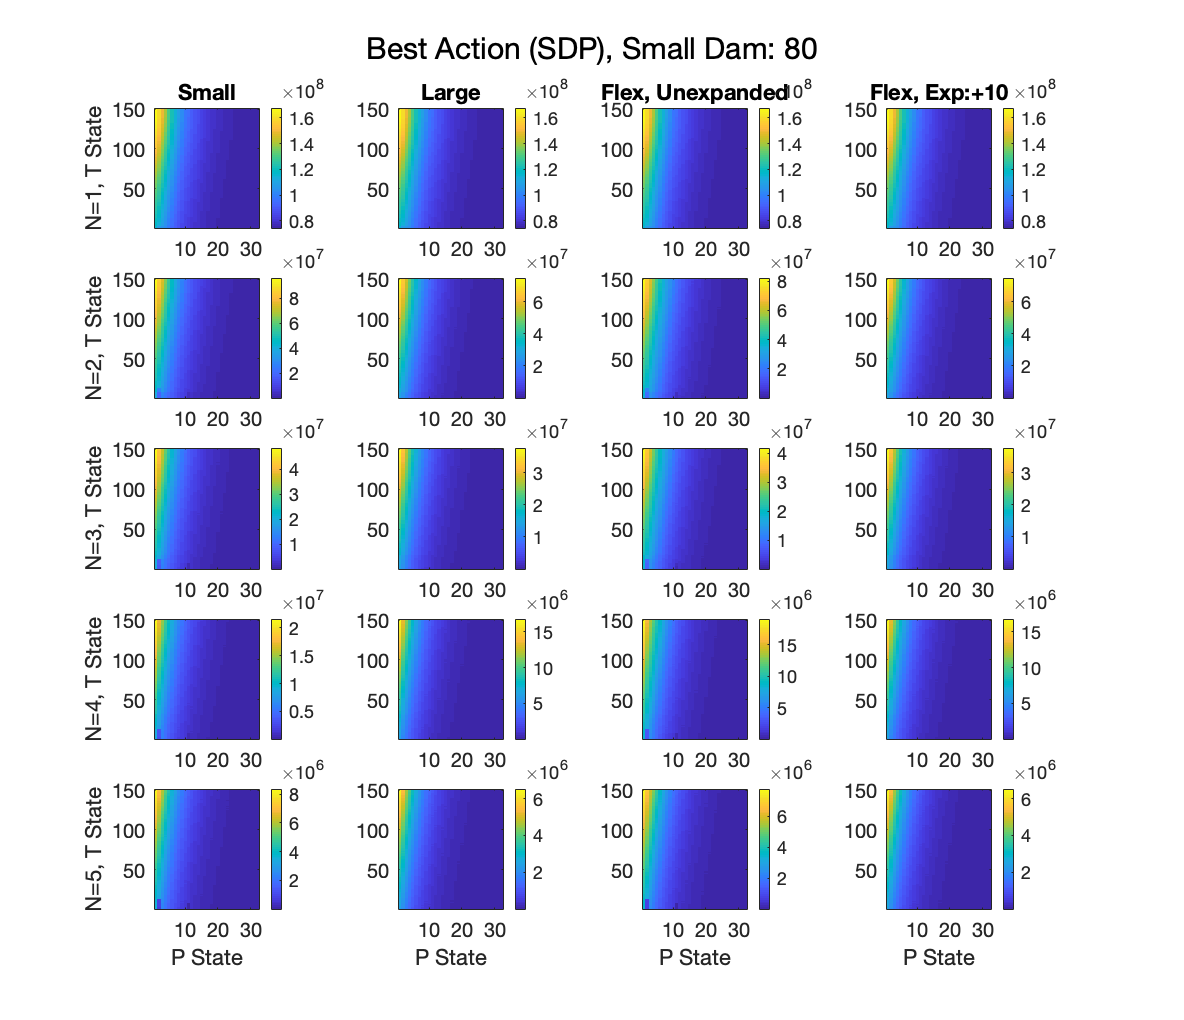 Best Action (SDP), Small Dam: 80
Small ×10^8 Large ×10^8 Flex, Unexpanded 10^8 Flex, Exp:+10 ×10^8
N=1, T State
150 1.6 150 1.6 150 1.6 150 1.6
1.4 1.4 1.4 1.4
100 1.2 100 1.2 100 1.2 100 1.2
50 1 50 1 50 1 50 1
0.8 0.8 0.8 0.8
10 20 30 10 20 30 10 20 30 10 20 30
×10^7 ×10^7 ×10^7 ×10^7
N=2, T State
150 8 150 6 150 8 150 6
100 6 100 4 100 6 100 4
50 4 50 2 50 4 50 2
2 2
10 20 30 10 20 30 10 20 30 10 20 30
×10^7 ×10^7 ×10^7 ×10^7
N=3, T State
150 4 150 3 150 4 150 3
100 3 100 2 100 3 100 2
50 2 50 1 50 2 50 1
1 1
10 20 30 10 20 30 10 20 30 10 20 30
×10^7 ×10^6 ×10^6 ×10^6
N=4, T State
150 2 150 15 150 15 150 15
100 1.5 100 10 100 10 100 10
50 1 50 5 50 5 50 5
0.5
10 20 30 10 20 30 10 20 30 10 20 30
×10^6 ×10^6 ×10^6 ×10^6
N=5, T State
150 8 150 6 150 6 150 6
100 6 100 4 100 4 100 4
50 4 50 2 50 2 50 2
2
10 20 30 10 20 30 10 20 30 10 20 30
P State P State P State P State